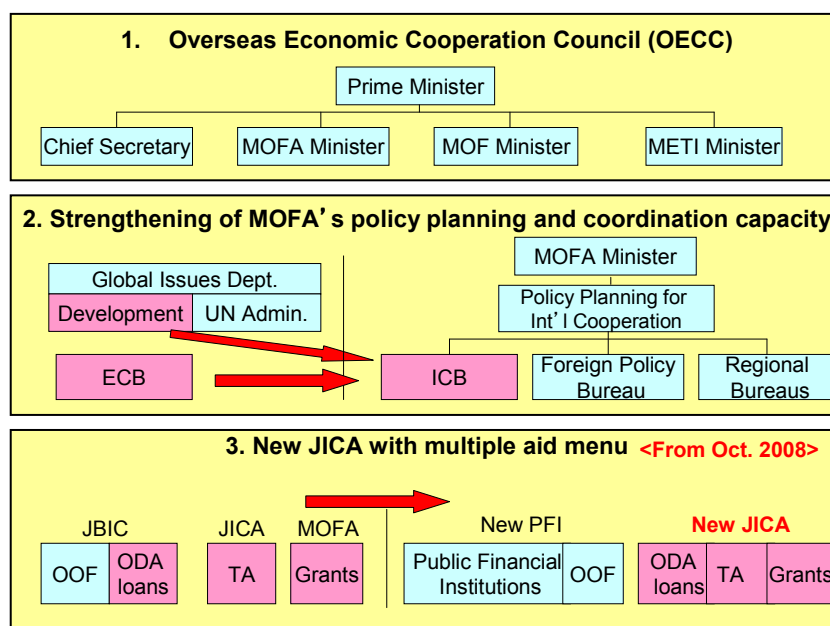 1. Overseas Economic Cooperation Council (OECC)
Prime Minister
Chief Secretary
MOFA Minister
MOF Minister
METI Minister
2. Strengthening of MOFA's policy planning and coordination capacity
Global Issues Dept.
Development
UN Admin.
ECB
MOFA Minister
Policy Planning for
Int'l Cooperation
ICB
Foreign Policy
Bureau
Regional
Bureaus
3. New JICA with multiple aid menu <From Oct. 2008>
JBIC
JICA
MOFA
OOF
ODA
loans
TA
Grants
New PFI
New JICA
Public Financial
Institutions
OOF
ODA
loans
TA
Grants